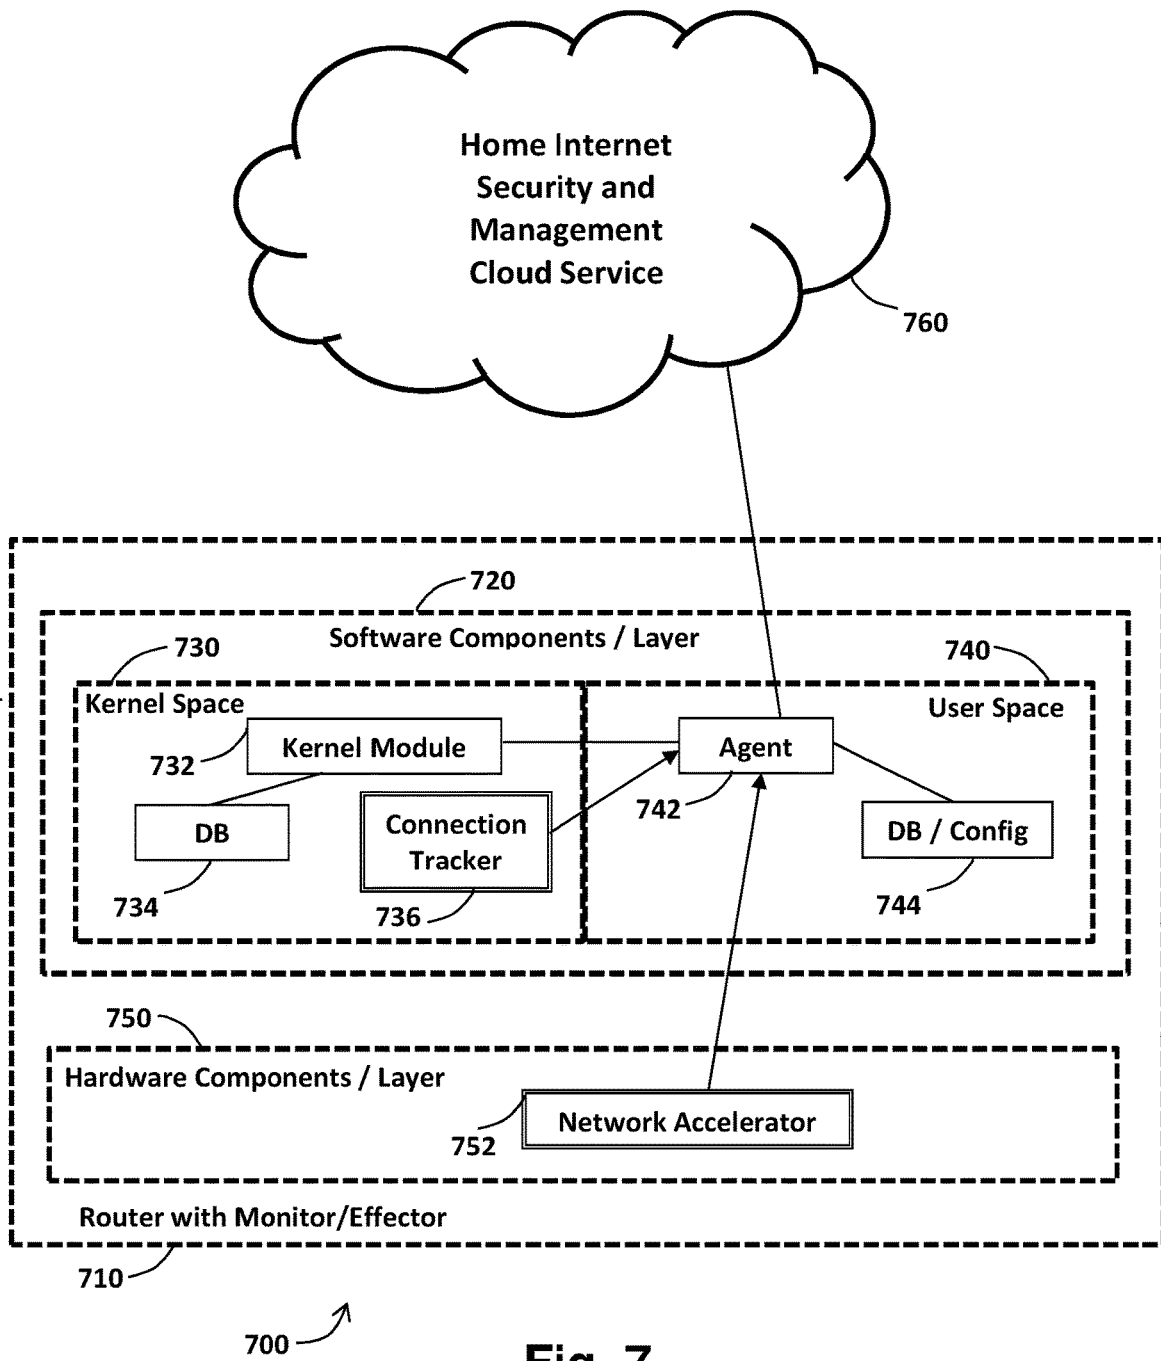 Home Internet
Security and
Management
Cloud Service
760
720
Software Components / Layer
730
740
Kernel Space
User Space
732
Kernel Module
Agent
742
DB
Connection
Tracker
DB / Config
734
736
744
750
Hardware Components / Layer
752
Network Accelerator
Router with Monitor/Effector
710
700
Fig. 7